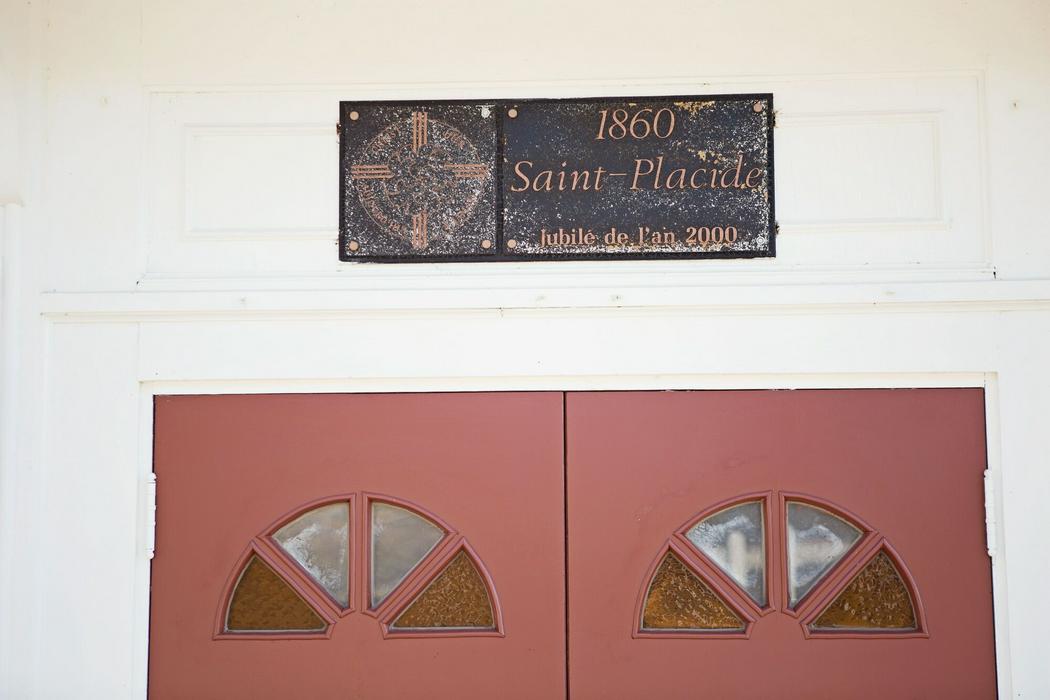 1860
Saint-Placide
Jubilé de l'an 2000